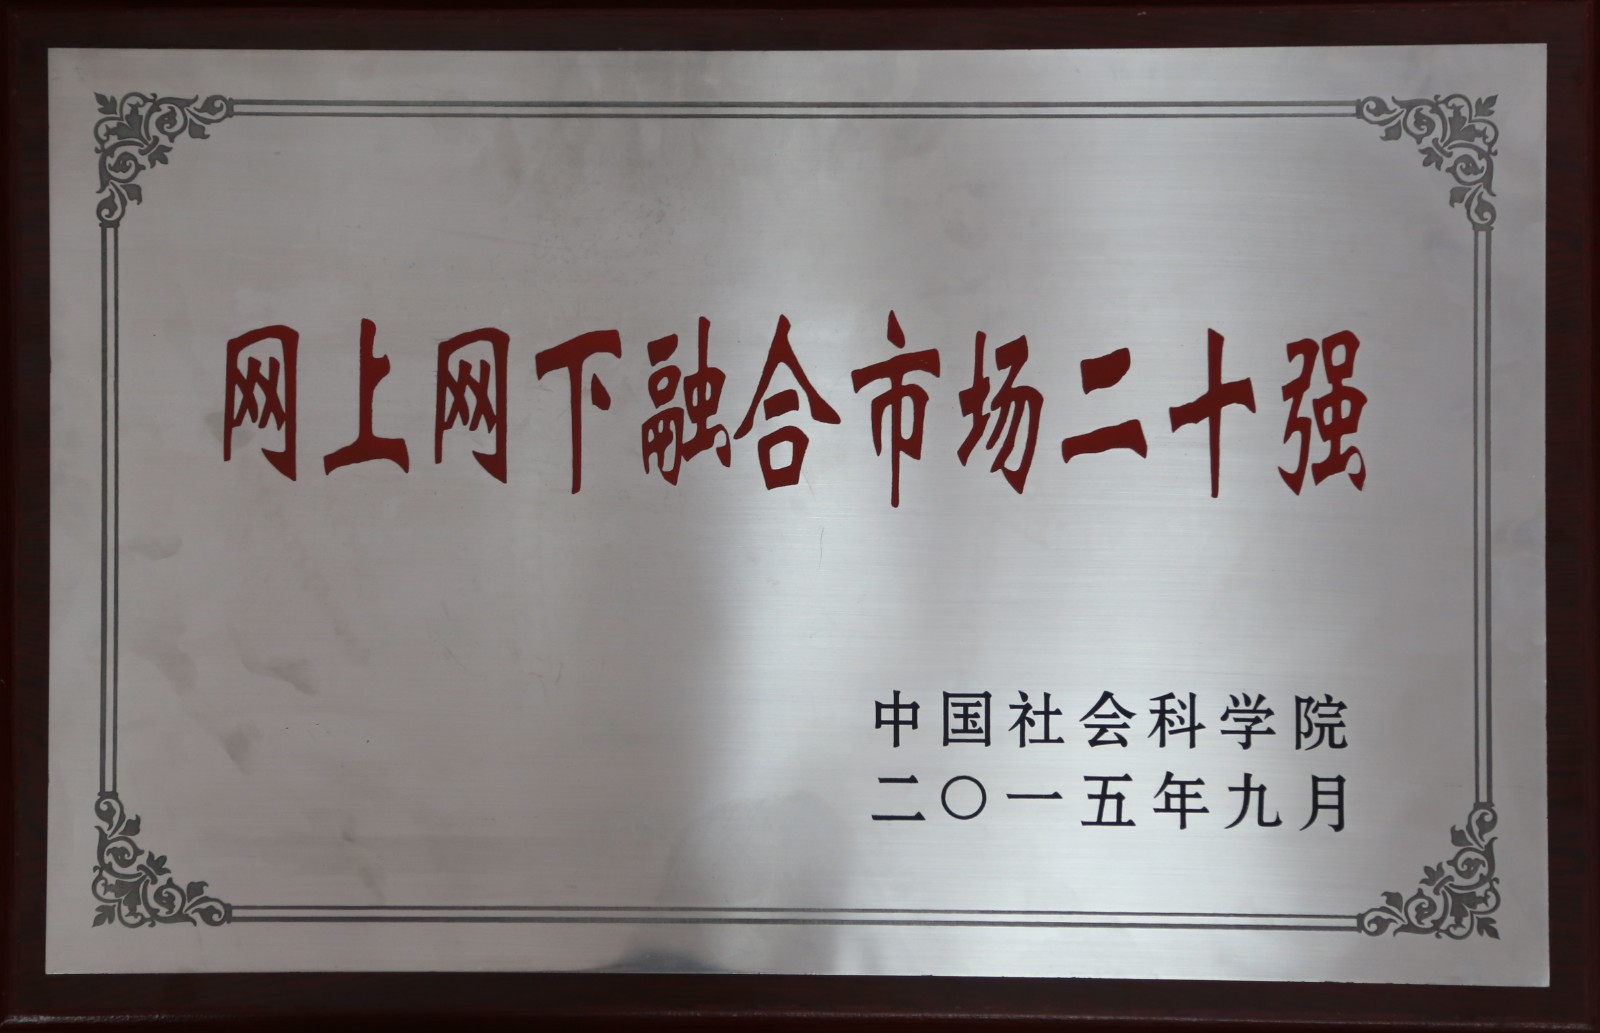 网上网下融合市场二十强
中国社会科学院
二〇一五年九月